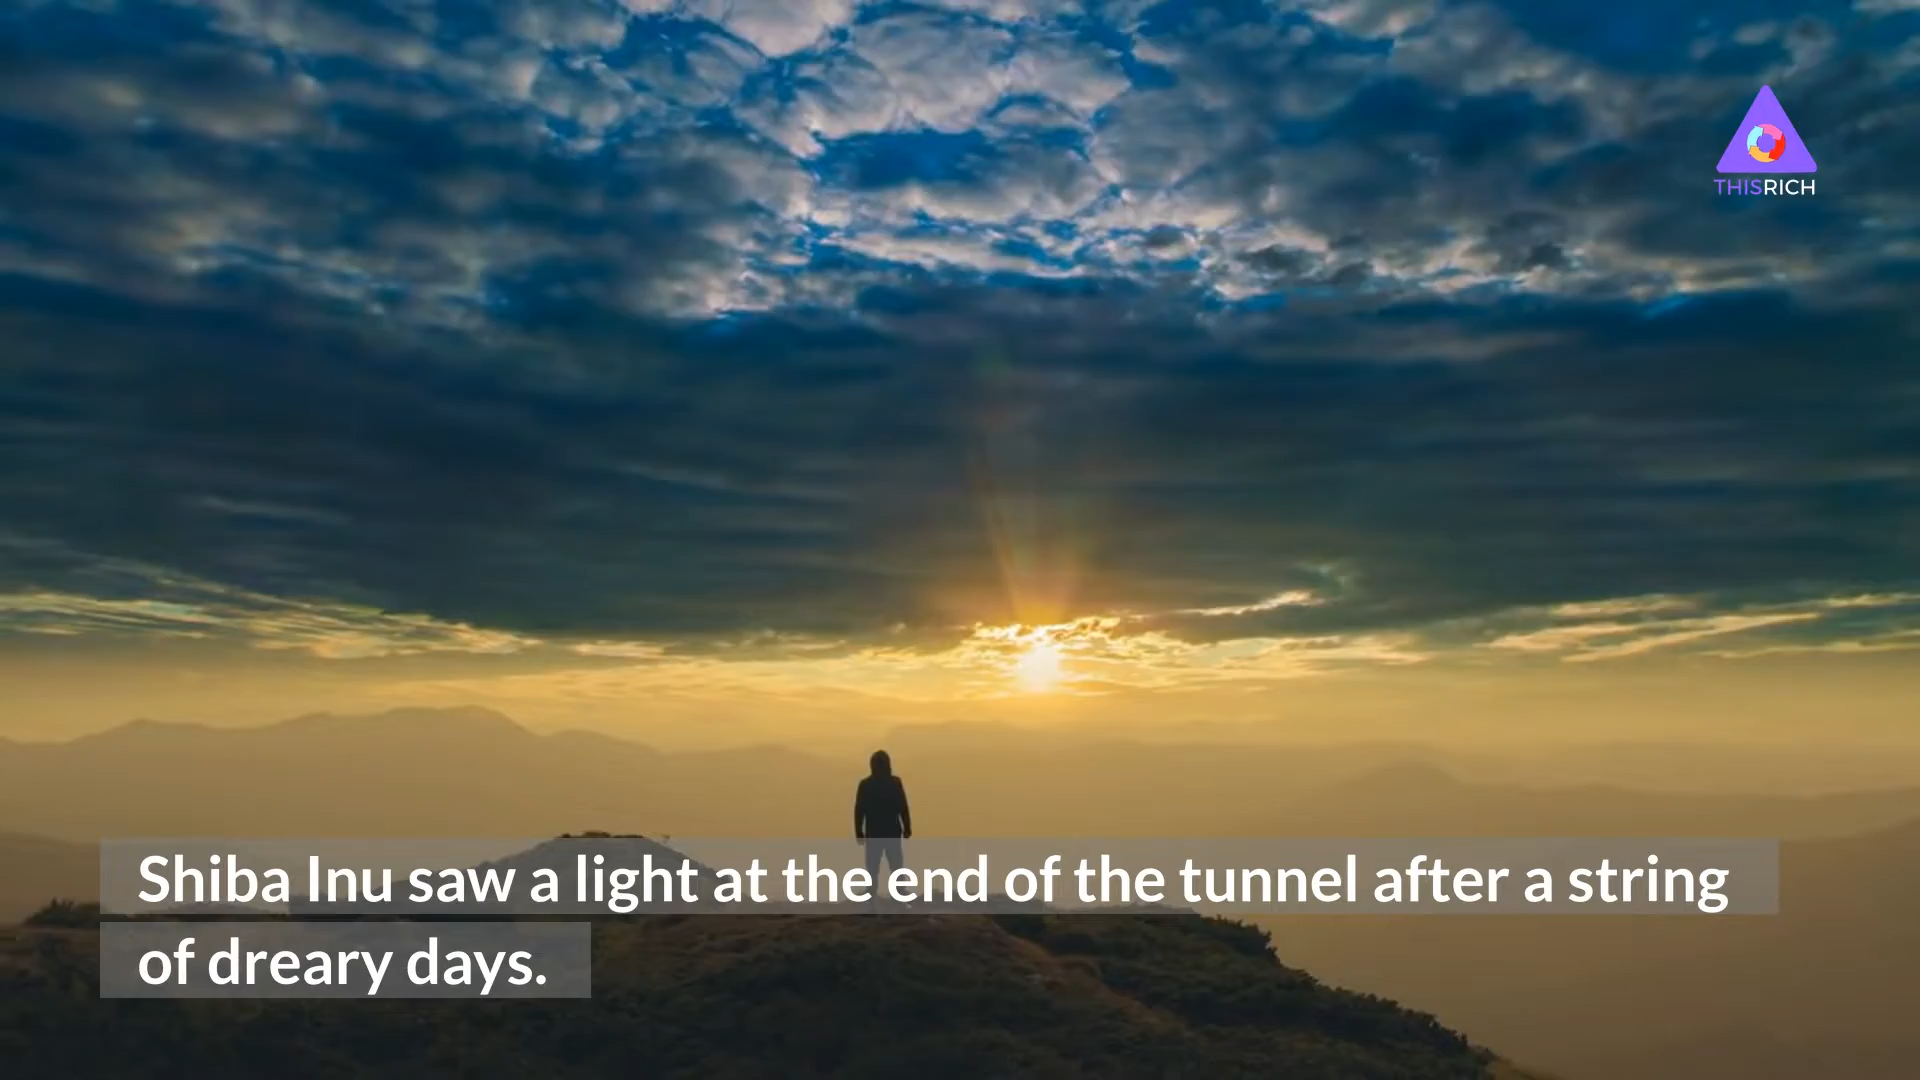 THISRICH
Shiba Inu saw a light at the end of the tunnel after a string
of dreary days.